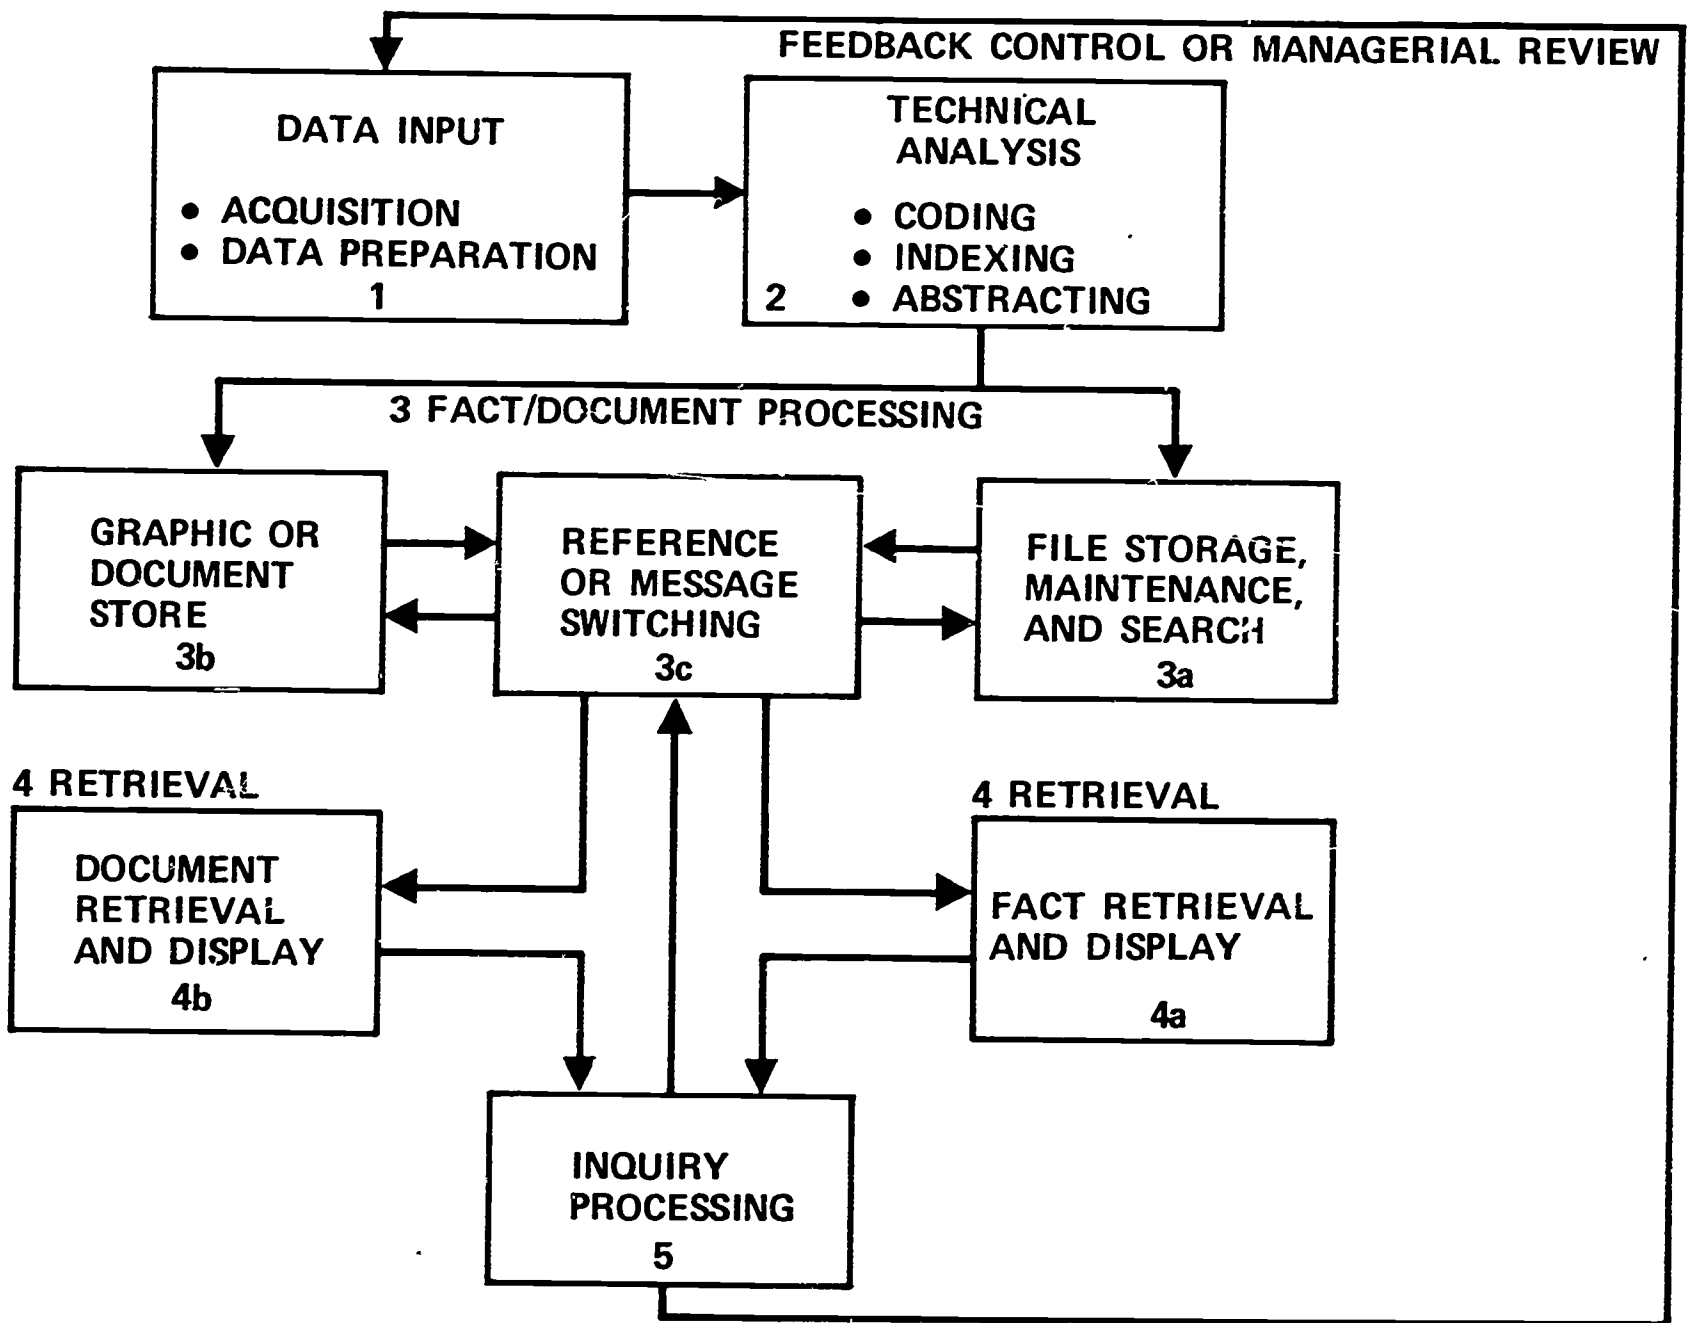 FEEDBACK CONTROL OR MANAGERIAL REVIEW
DATA INPUT
• ACQUISITION
• DATA PREPARATION
1
TECHNICAL
ANALYSIS
• CODING
• INDEXING
2 • ABSTRACTING
3 FACT/DOCUMENT PROCESSING
GRAPHIC OR
DOCUMENT
STORE
3b
REFERENCE
OR MESSAGE
SWITCHING
3c
FILE STORAGE,
MAINTENANCE,
AND SEARCH
3a
4 RETRIEVAL
DOCUMENT
RETRIEVAL
AND DISPLAY
4b
4 RETRIEVAL
FACT RETRIEVAL
AND DISPLAY
4a
INQUIRY
PROCESSING
5